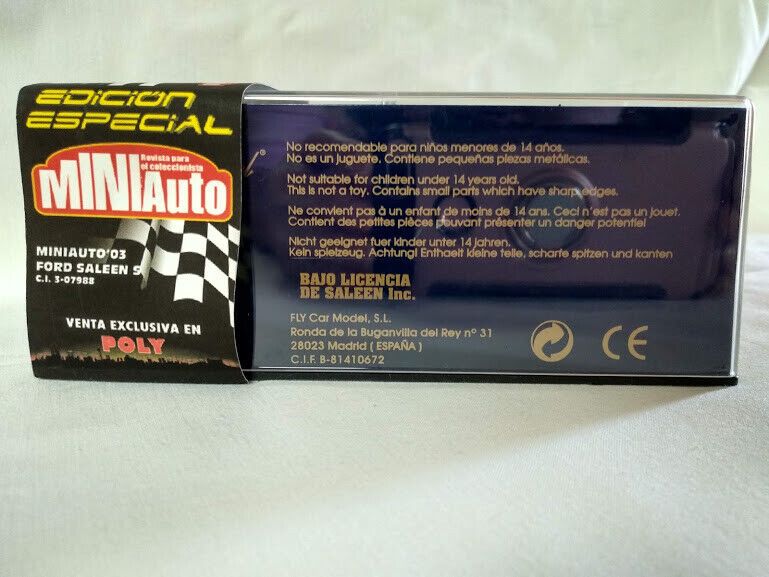 EDICIÓN
ESPECIAL
Revista para
el coleccionista
MINIAuto
MINIAUTO'03
FORD SALEEN S
C.I. 3-07988
VENTA EXCLUSIVA EN
POLY
No recomendable para niños menores de 14 años.
No es un juguete. Contiene pequeñas piezas metálicas.
Not suitable for children under 14 years old.
This is not a toy. Contains small parts which have sharp edges.
Ne convient pas à un enfant de moins de 14 ans. Ceci n'est pas un jouet.
Contient des petites pièces pouvant présenter un danger potentiel
Nicht geeignet fuer kinder unter 14 jahren.
Kein spielzeug. Achtung! Enthaelt kleine teile, scharfe spitzen und kanten
BAJO LICENCIA
DE SALEEN Inc.
FLY Car Model, S.L.
Ronda de la Buganvilla del Rey nº 31
28023 Madrid ( ESPAÑA )
C.I.F. B-81410672
CE